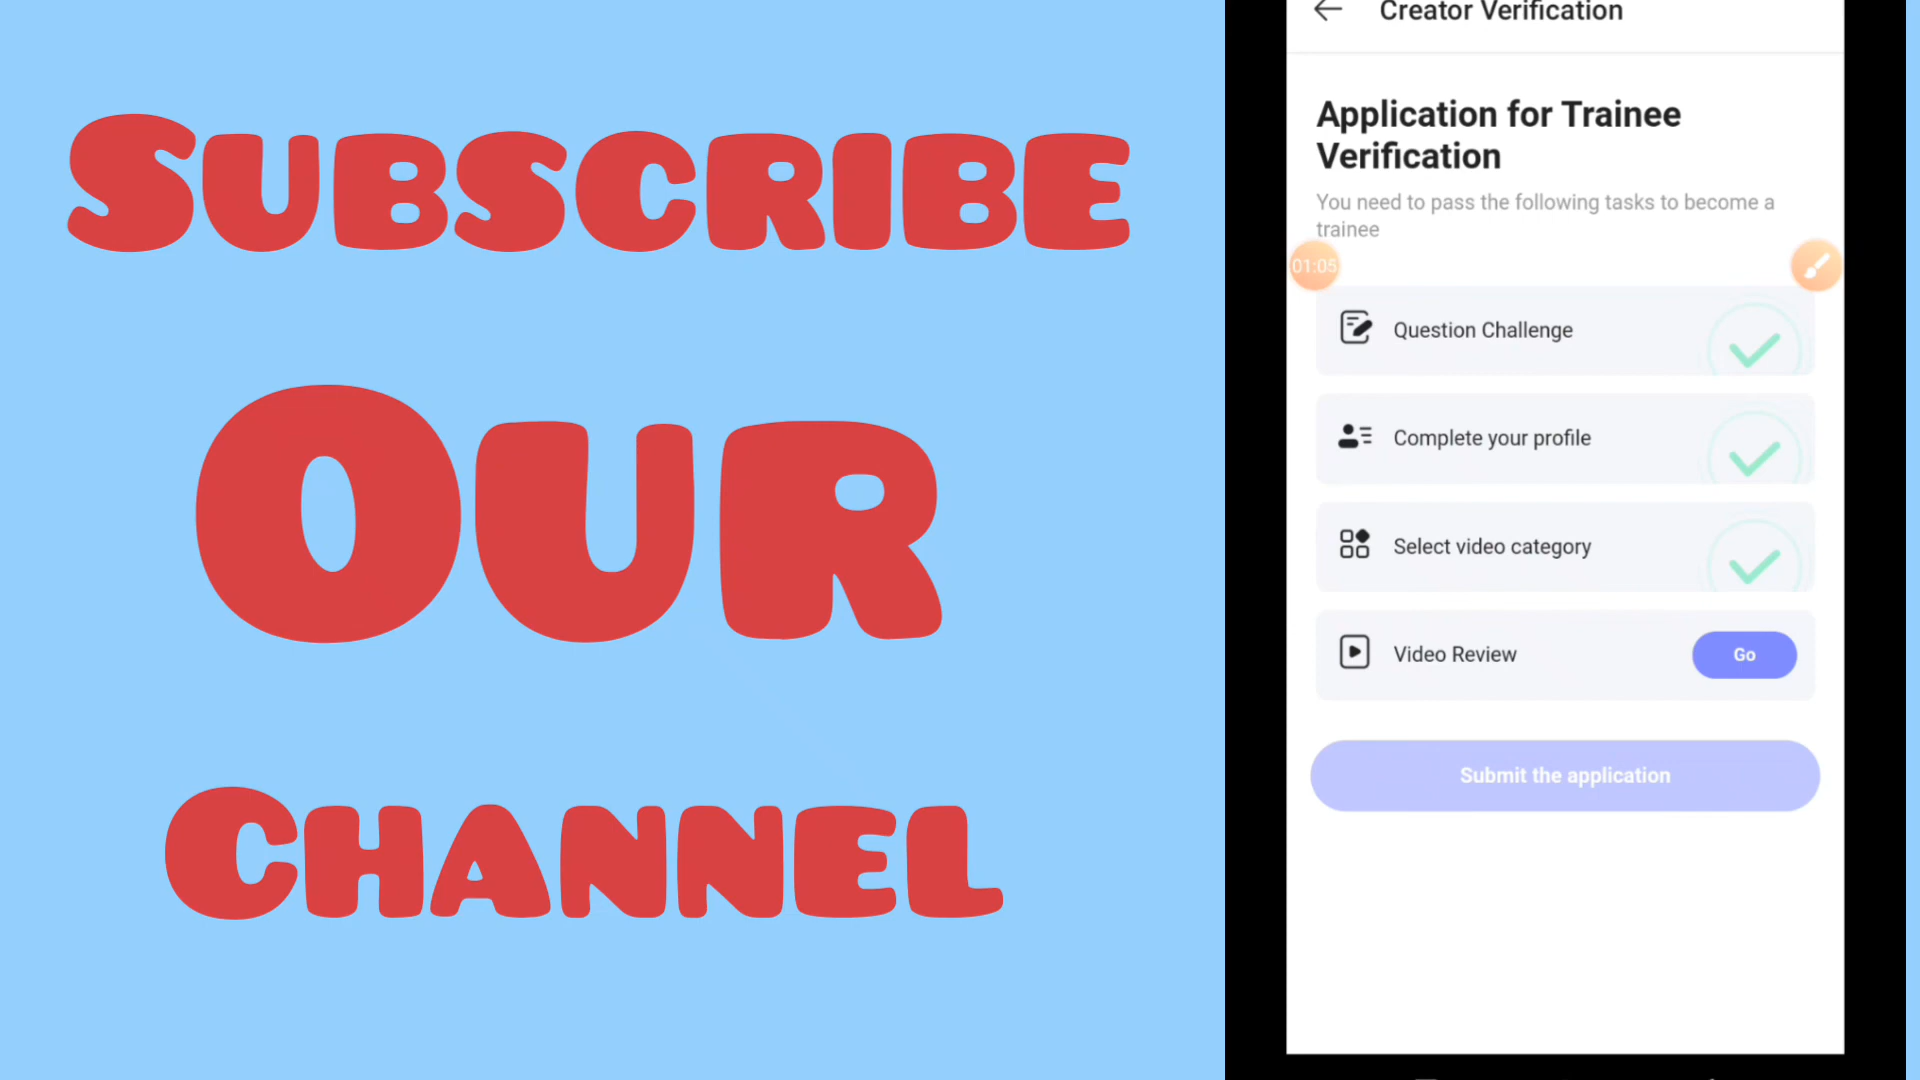 SUBSCRIBE
OUR
CHANNEL
Creator Verification
Application for Trainee
Verification
You need to pass the following tasks to become a
trainee
01:05
Question Challenge
Complete your profile
Select video category
Video Review
Go
Submit the application